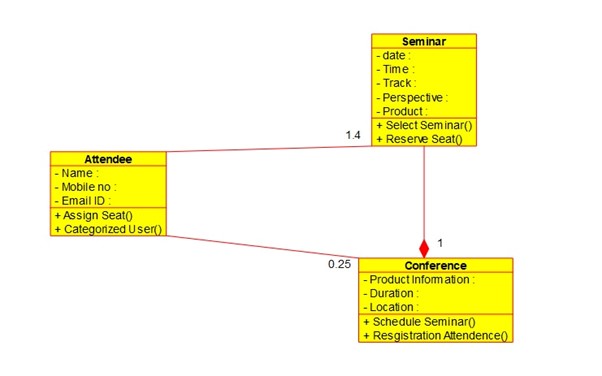 Seminar
- date :
- Time :
- Track :
- Perspective :
- Product :
+ Select Seminar()
+ Reserve Seat()
1.4
Attendee
- Name :
- Mobile no :
- Email ID :
+ Assign Seat()
+ Categorized User()
1
0.25
Conference
- Product Information :
- Duration :
- Location :
+ Schedule Seminar()
+ Resgistration Attendence()